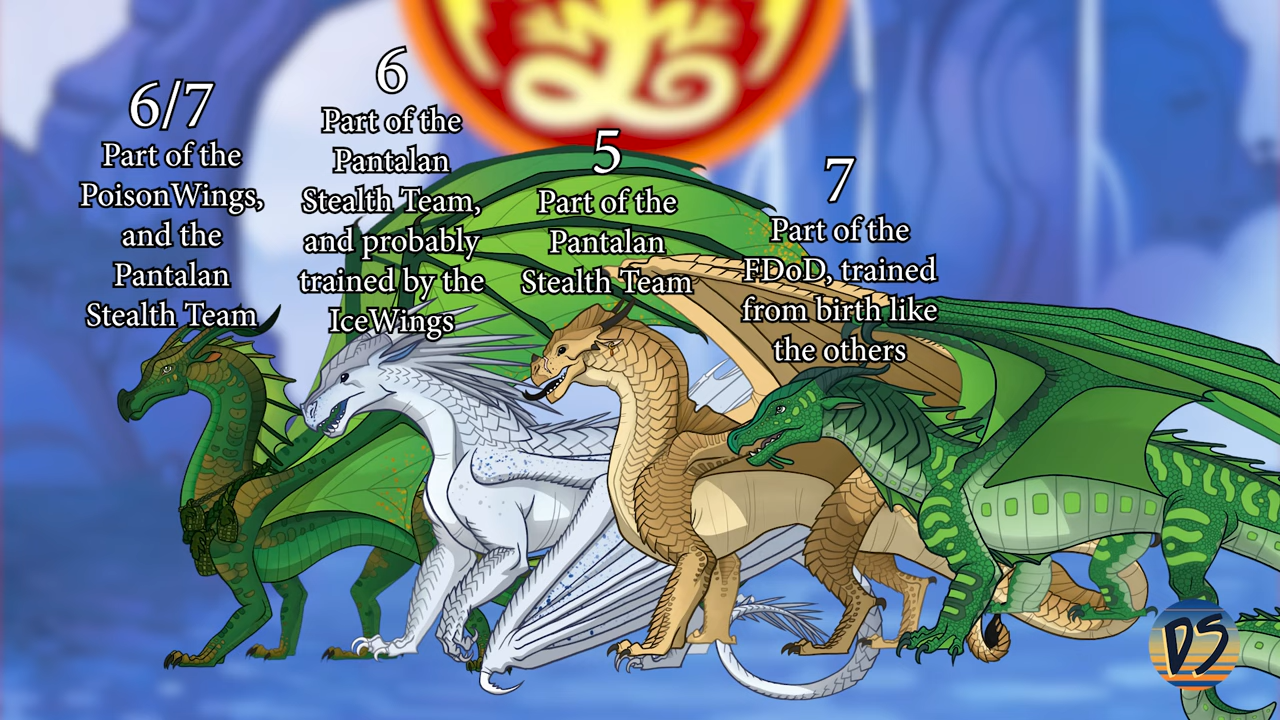 6/7
Part of the
PoisonWings,
and the
Pantalan
Stealth Team
6
Part of the
Pantalan
Stealth Team,
and probably
trained by the
IceWings
5
Part of the
Pantalan
Stealth Team
7
Part of the
FDoD, trained
from birth like
the others
DS